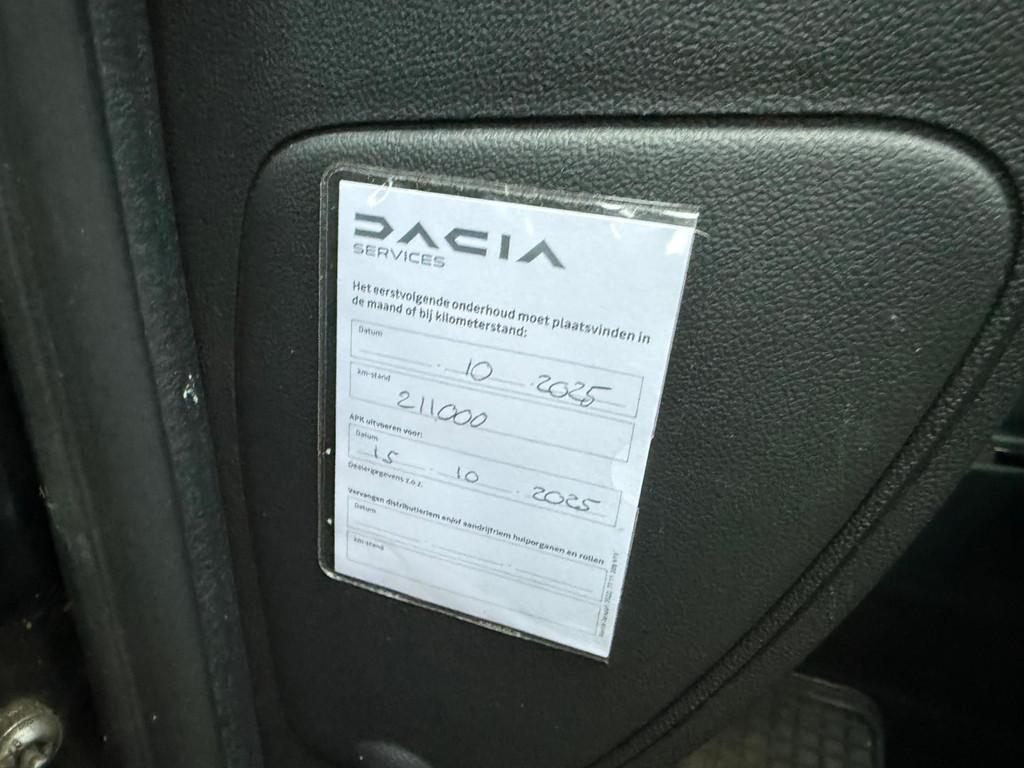 DACIA
SERVICES
Het eerstvolgende onderhoud moet plaatsvinden in
de maand of bij kilometerstand:
Datum
10 . 2025
km-stand
211000
APK uitvoeren voor:
Datum
15 . 10 . 2025
Dealergegevens z.o.z.
Vervangen distributieriem en/of aandrijfriem hulporganen en rollen
Datum
km-stand